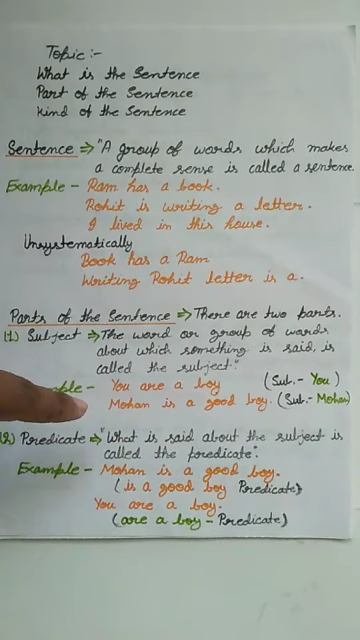 Topic :-
What is the Sentence
Part of the Sentence
Kind of the Sentence
Sentence ⇒ "A group of words which makes
a complete sense is called a sentence.
Example - Ram has a book.
Rohit is writing a letter.
I lived in this house.
Unsystematically
Book has a Ram
Writing Rohit letter is a.
Parts of the Sentence ⇒ There are two parts.
(1) Subject ⇒ The word or group of words
about which something is said, is
called the subject".
ple - You are a boy (Sub.- You)
Mohan is a good boy. (Sub.- Mohan)
(2) Predicate ⇒ "What is said about the subject is
called the predicate".
Example - Mohan is a good boy.
(is a good boy Predicate)
You are a boy.
(are a boy - Predicate)